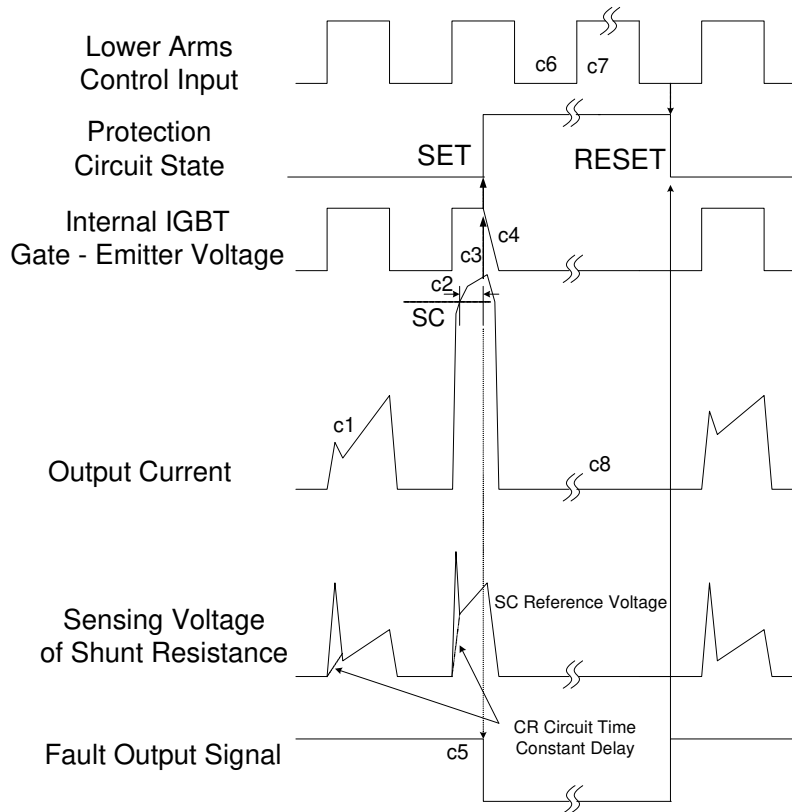 Lower Arms
Control Input
c6
c7
Protection
Circuit State
SET
RESET
Internal IGBT
Gate - Emitter Voltage
c4
c3
c2
SC
c1
Output Current
c8
SC Reference Voltage
Sensing Voltage
of Shunt Resistance
CR Circuit Time
Constant Delay
Fault Output Signal
c5